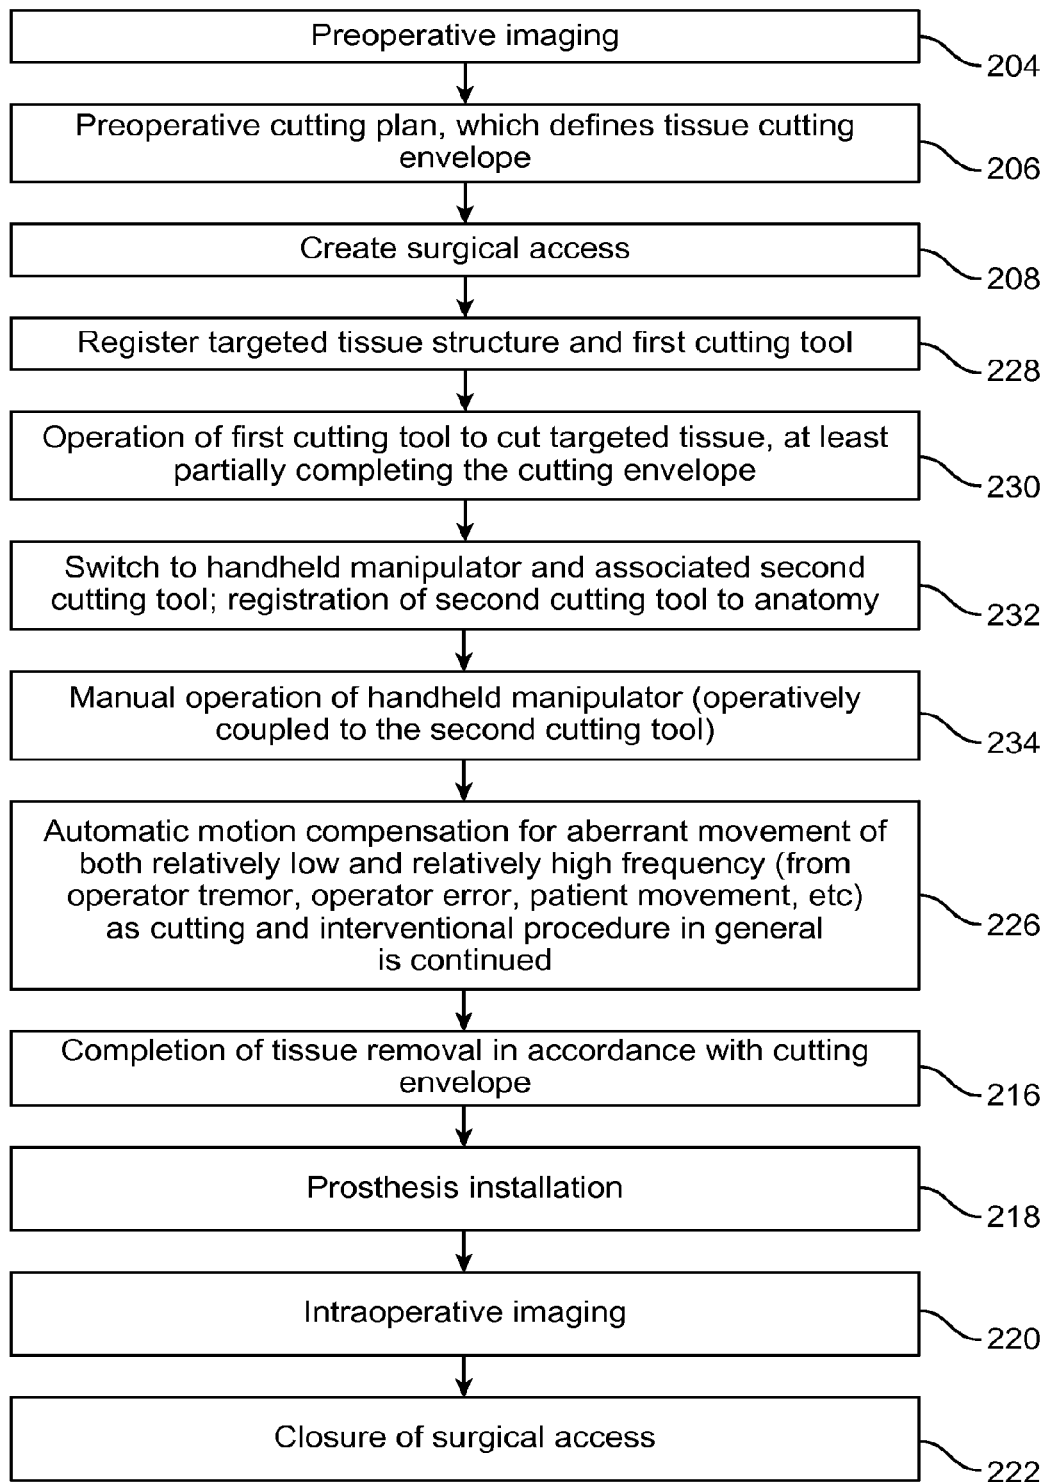 Preoperative imaging
204
Preoperative cutting plan, which defines tissue cutting
envelope
206
Create surgical access
208
Register targeted tissue structure and first cutting tool
228
Operation of first cutting tool to cut targeted tissue, at least
partially completing the cutting envelope
230
Switch to handheld manipulator and associated second
cutting tool; registration of second cutting tool to anatomy
232
Manual operation of handheld manipulator (operatively
coupled to the second cutting tool)
234
Automatic motion compensation for aberrant movement of
both relatively low and relatively high frequency (from
operator tremor, operator error, patient movement, etc)
as cutting and interventional procedure in general
is continued
226
Completion of tissue removal in accordance with cutting
envelope
216
Prosthesis installation
218
Intraoperative imaging
220
Closure of surgical access
222